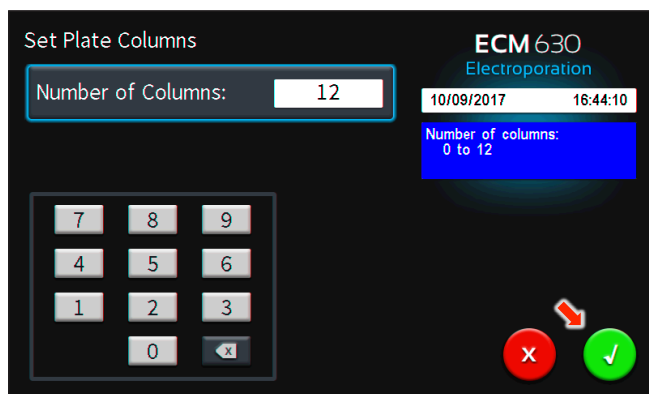 Set Plate Columns
Number of Columns: 12
ECM 630
Electroporation
10/09/2017 16:44:10
Number of columns:
0 to 12
7 8 9
4 5 6
1 2 3
0 x
x √